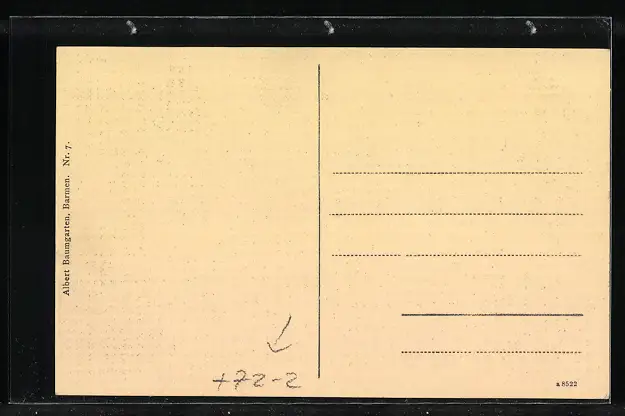 Albert Baumgarten, Barmen. Nr. 7.
+72-2
a 8522